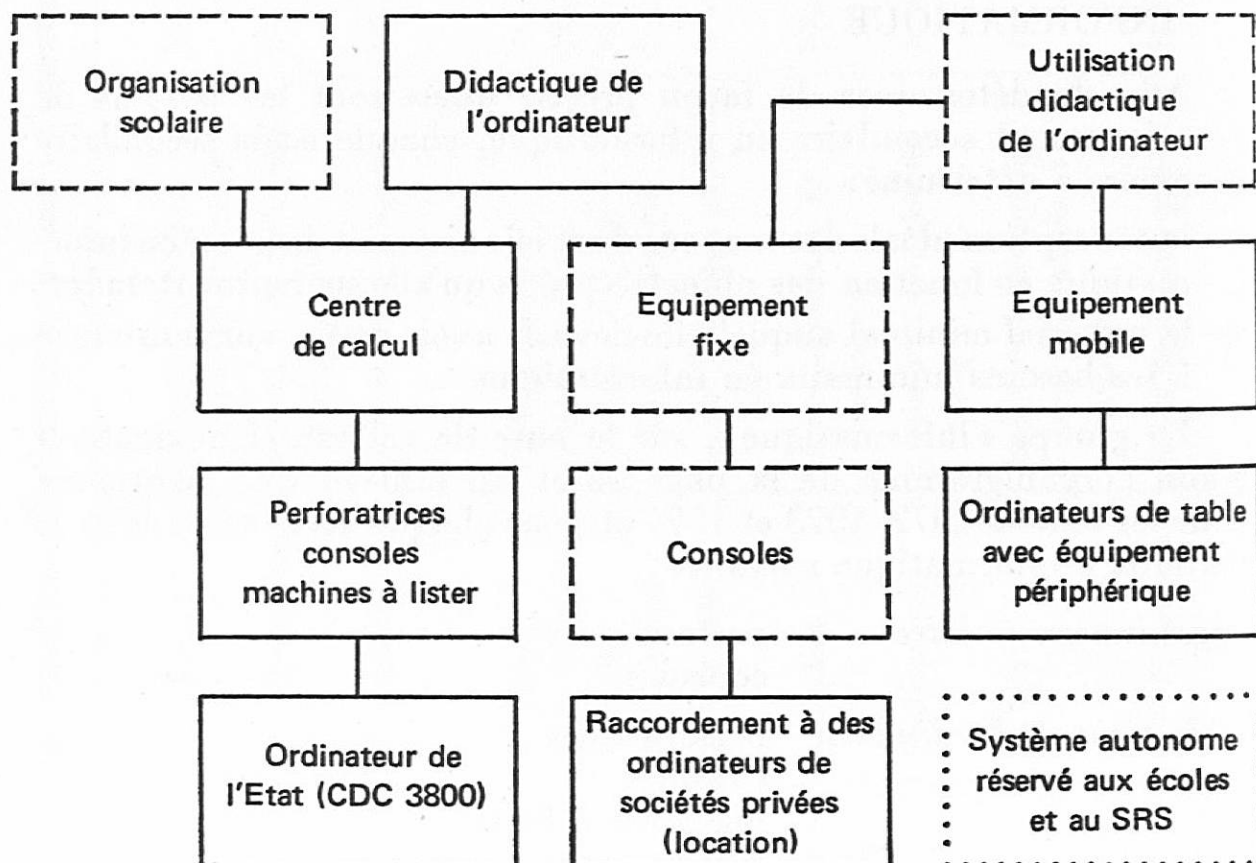 Organisation
scolaire
Didactique de
l'ordinateur
Utilisation
didactique
de l'ordinateur
Centre
de calcul
Equipement
fixe
Equipement
mobile
Perforatrices
consoles
machines à lister
Consoles
Ordinateurs de table
avec équipement
périphérique
Ordinateur de
l'Etat (CDC 3800)
Raccordement à des
ordinateurs de
sociétés privées
(location)
Système autonome
réservé aux écoles
et au SRS